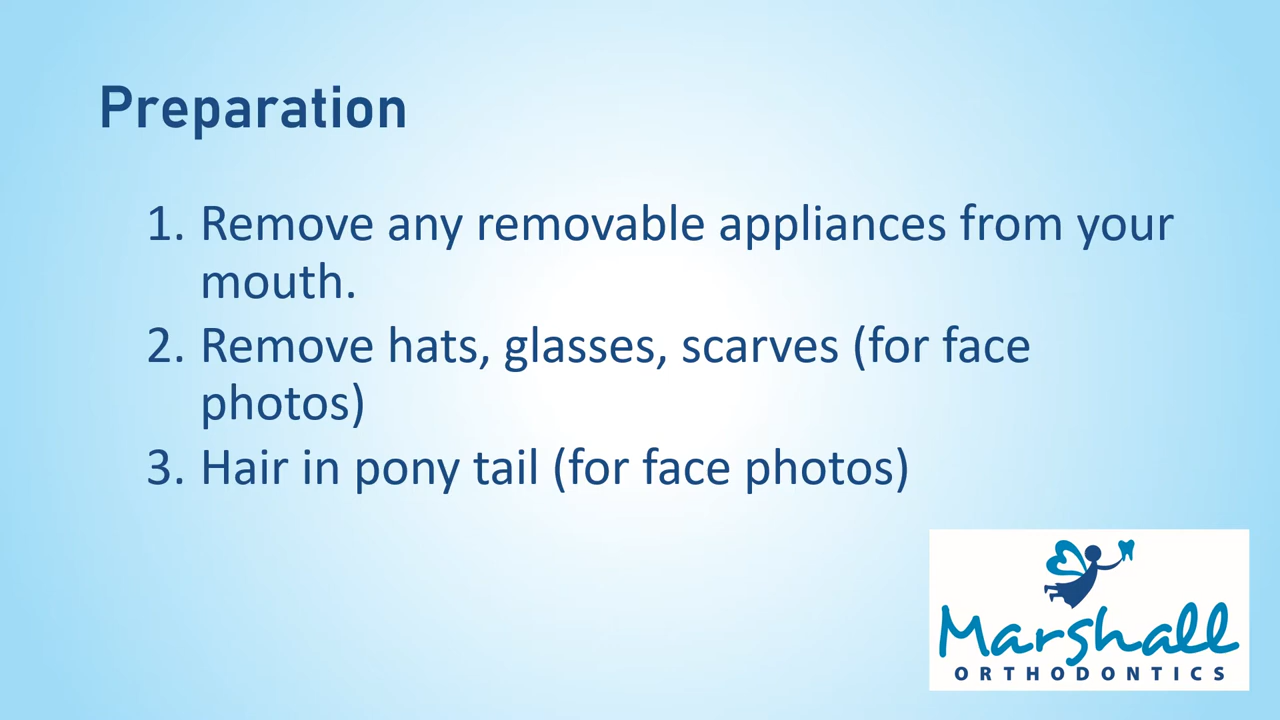 Preparation
1. Remove any removable appliances from your
mouth.
2. Remove hats, glasses, scarves (for face
photos)
3. Hair in pony tail (for face photos)
Marshall
ORTHODONTICS